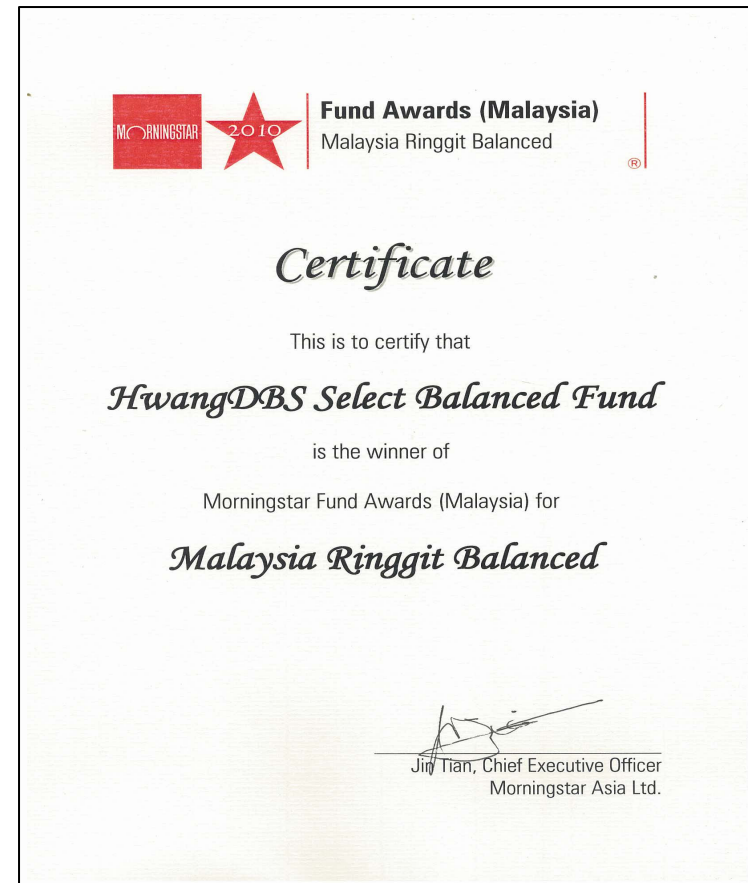 MORNINGSTAR
2010
Fund Awards (Malaysia)
Malaysia Ringgit Balanced
®
Certificate
This is to certify that
HwangDBS Select Balanced Fund
is the winner of
Morningstar Fund Awards (Malaysia) for
Malaysia Ringgit Balanced
Jin Tian, Chief Executive Officer
Morningstar Asia Ltd.